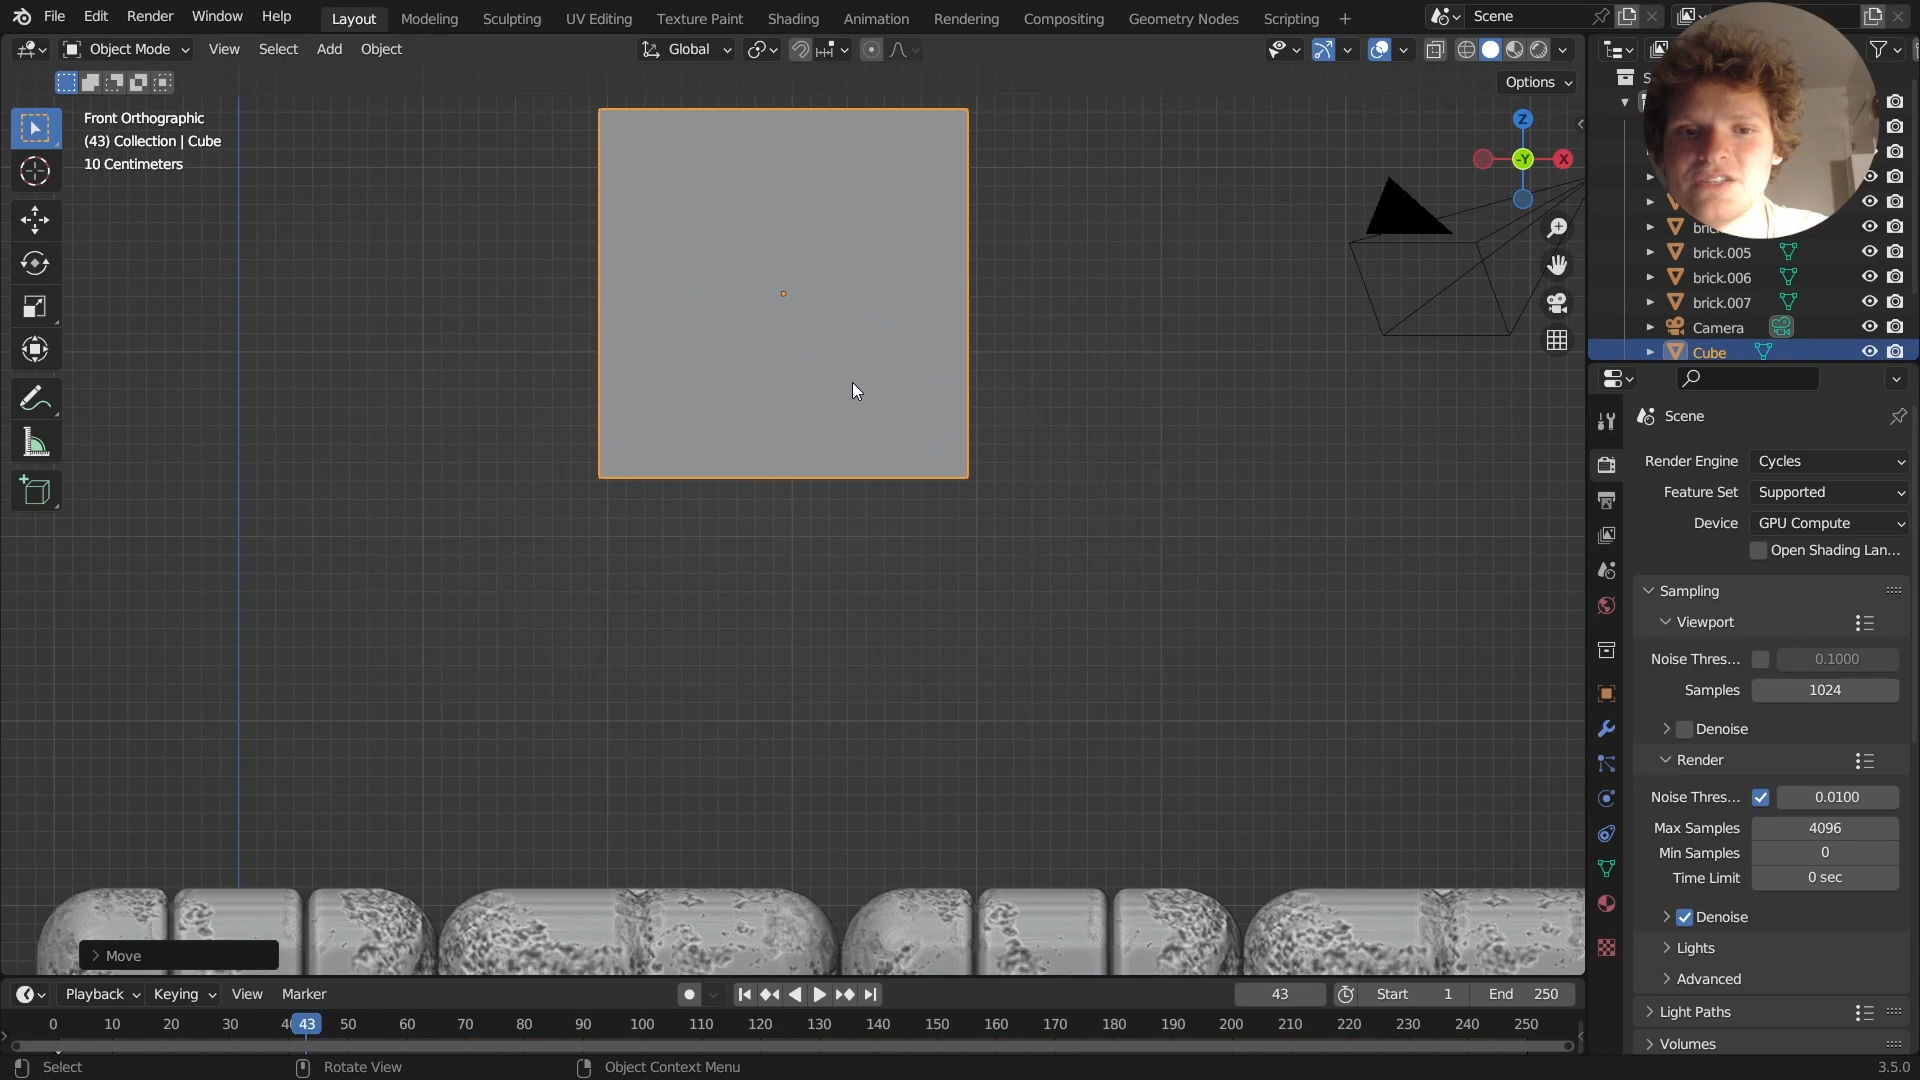 File Edit Render Window Help
Layout Modeling Sculpting UV Editing Texture Paint Shading Animation Rendering Compositing Geometry Nodes Scripting +
Scene
Object Mode View Select Add Object
Global
Options
Front Orthographic
(43) Collection | Cube
10 Centimeters
Z
-Y
X
brick.005
brick.006
brick.007
Camera
Cube
Scene
Render Engine Cycles
Feature Set Supported
Device GPU Compute
Open Shading Lan...
Sampling
Viewport
Noise Thres... 0.1000
Samples 1024
Denoise
Render
Noise Thres... 0.0100
Max Samples 4096
Min Samples 0
Time Limit 0 sec
Denoise
Lights
Advanced
Light Paths
Volumes
Move
Playback Keying View Marker
43 Start 1 End 250
0 10 20 30 43 50 60 70 80 90 100 110 120 130 140 150 160 170 180 190 200 210 220 230 240 250
Select Rotate View Object Context Menu
3.5.0